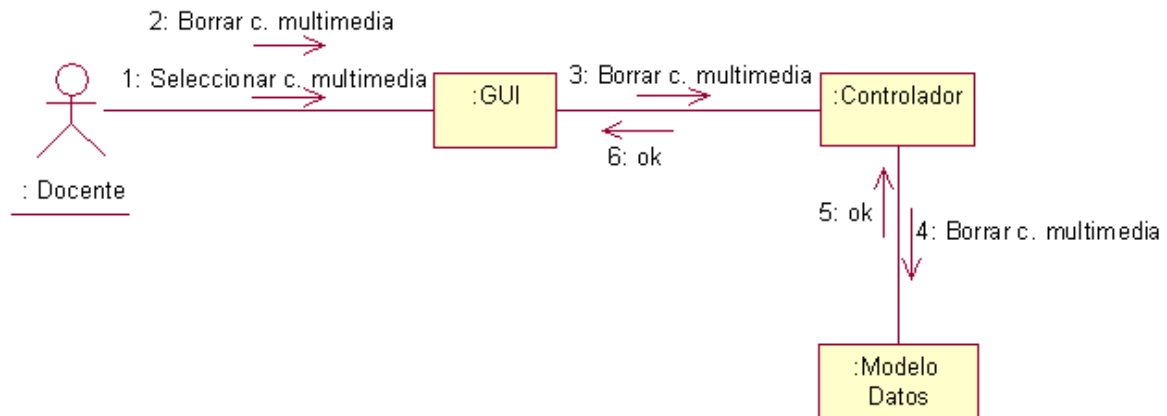 2: Borrar c. multimedia
1: Seleccionar c. multimedia
:GUI
3: Borrar c. multimedia
:Controlador
6: ok
: Docente
5: ok
4: Borrar c. multimedia
:Modelo
Datos